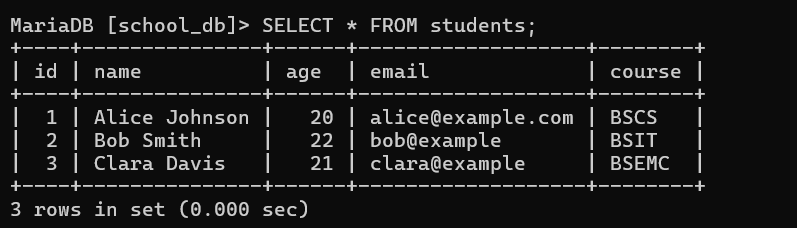 MariaDB [school_db]> SELECT * FROM students;
+----+---------------+------+------------------+--------+
| id | name          | age  | email            | course |
+----+---------------+------+------------------+--------+
|  1 | Alice Johnson |   20 | alice@example.com | BSCS   |
|  2 | Bob Smith     |   22 | bob@example      | BSIT   |
|  3 | Clara Davis   |   21 | clara@example    | BSEMC  |
+----+---------------+------+------------------+--------+
3 rows in set (0.000 sec)